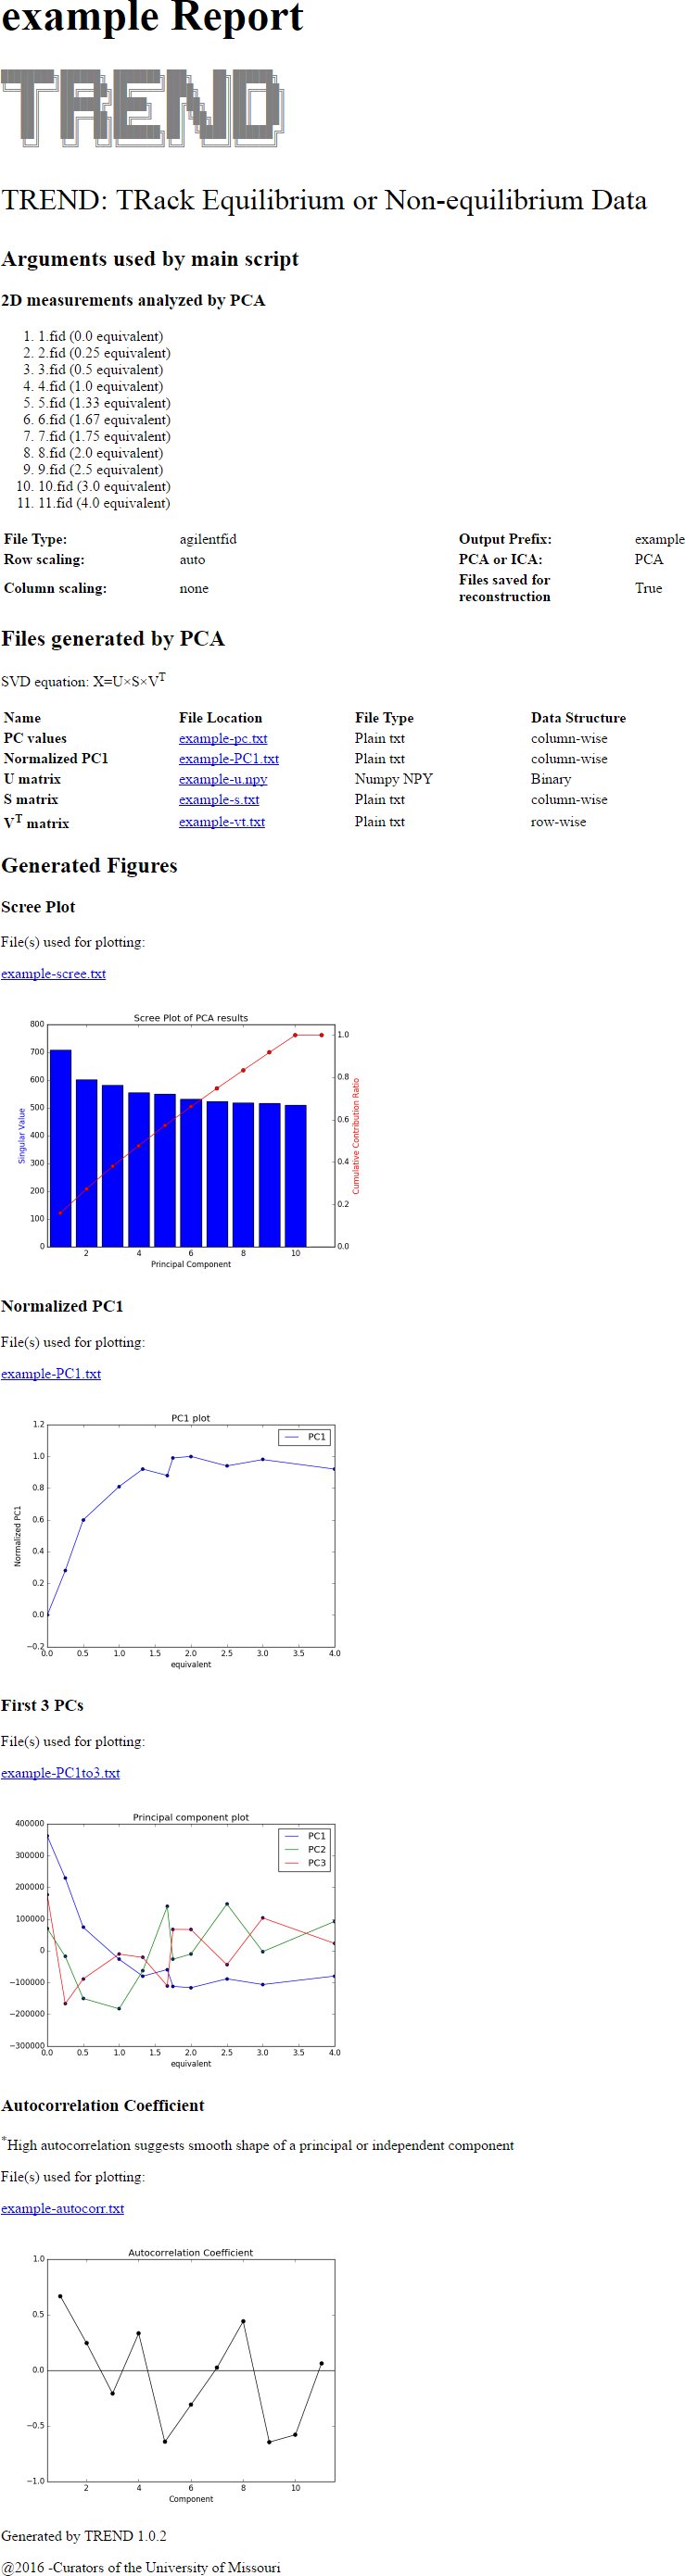 example Report
TREND
TREND: TRack Equilibrium or Non-equilibrium Data
Arguments used by main script
2D measurements analyzed by PCA
1. 1.fid (0.0 equivalent)
2. 2.fid (0.25 equivalent)
3. 3.fid (0.5 equivalent)
4. 4.fid (1.0 equivalent)
5. 5.fid (1.33 equivalent)
6. 6.fid (1.67 equivalent)
7. 7.fid (1.75 equivalent)
8. 8.fid (2.0 equivalent)
9. 9.fid (2.5 equivalent)
10. 10.fid (3.0 equivalent)
11. 11.fid (4.0 equivalent)
File Type: agilentfid Output Prefix: example
Row scaling: auto PCA or ICA: PCA
Column scaling: none Files saved for reconstruction True
Files generated by PCA
SVD equation: X=U×S×V^T
Name File Location File Type Data Structure
PC values example-pc.txt Plain txt column-wise
Normalized PC1 example-PC1.txt Plain txt column-wise
U matrix example-u.npy Numpy NPY Binary
S matrix example-s.txt Plain txt column-wise
V^T matrix example-vt.txt Plain txt row-wise
Generated Figures
Scree Plot
File(s) used for plotting:
example-scree.txt
Scree Plot of PCA results
800
700
600
500
400
300
200
100
0
Singular Value
1.0
0.8
0.6
0.4
0.2
0.0
Cumulative Contribution Ratio
2 4 6 8 10
Principal Component
Normalized PC1
File(s) used for plotting:
example-PC1.txt
PC1 plot
PC1
1.2
1.0
0.8
0.6
0.4
0.2
0.0
−0.2
Normalized PC1
0.0 0.5 1.0 1.5 2.0 2.5 3.0 3.5 4.0
equivalent
First 3 PCs
File(s) used for plotting:
example-PC1to3.txt
Principal component plot
PC1
PC2
PC3
400000
300000
200000
100000
0
−100000
−200000
−300000
0.0 0.5 1.0 1.5 2.0 2.5 3.0 3.5 4.0
equivalent
Autocorrelation Coefficient
*High autocorrelation suggests smooth shape of a principal or independent component
File(s) used for plotting:
example-autocorr.txt
Autocorrelation Coefficient
1.0
0.5
0.0
−0.5
−1.0
2 4 6 8 10
Component
Generated by TREND 1.0.2
@2016 -Curators of the University of Missouri